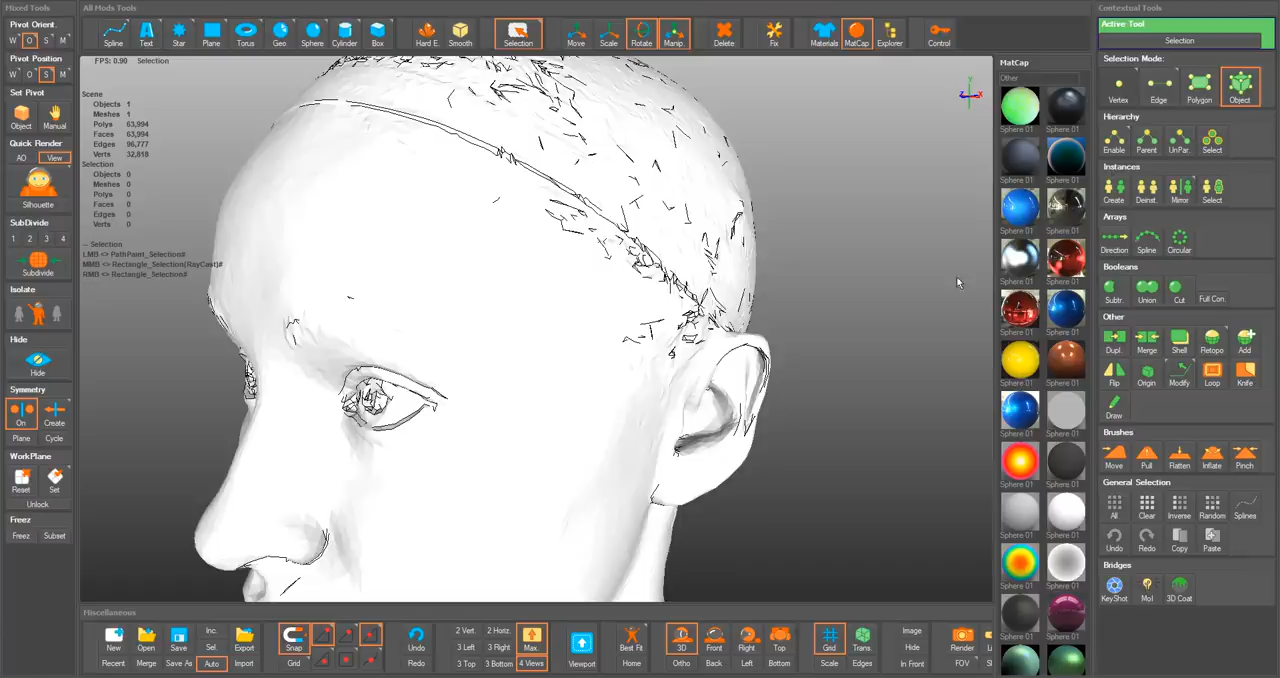 Mixed Tools
Pivot Orient.
W O S M
Pivot Position
W O S M
Set Pivot
Object Manual
Quick Render
AO View
Silhouette
SubDivide
1 2 3 4
Subdivide
Isolate
Hide
Hide
Symmetry
On Create
Plane Cycle
WorkPlane
Reset Set
Unlock
Freez
Freez Subset
All Mods Tools
Spline Text Star Plane Torus Geo Sphere Cylinder Box Hard E. Smooth Selection Move Scale Rotate Manip. Delete Fix Materials MatCap Explorer Control
FPS: 0.90 Selection
Scene
Objects 1
Meshes 1
Polys 63,994
Faces 63,994
Edges 96,777
Verts 32,818
Selection
Objects 0
Meshes 0
Polys 0
Faces 0
Edges 0
Verts 0
-- Selection
LMB <> PathPoint_Selection#
MMB <> Rectangle_Selection(RayCast)#
RMB <> Rectangle_Selection#
Y
Z X
MatCap
Other
Sphere 01 Sphere 01
Sphere 01 Sphere 01
Sphere 01 Sphere 01
Sphere 01 Sphere 01
Sphere 01 Sphere 01
Sphere 01 Sphere 01
Sphere 01 Sphere 01
Sphere 01 Sphere 01
Sphere 01 Sphere 01
Sphere 01 Sphere 01
Sphere 01 Sphere 01
Contextual Tools
Active Tool
Selection
Selection Mode:
Vertex Edge Polygon Object
Hierarchy
Enable Parent UnPar. Select
Instances
Create Deinst. Mirror Select
Arrays
Direction Spline Circular
Booleans
Subtr. Union Cut Full Con.
Other
Dupl. Merge Shell Retopo Add
Flip Origin Modify Loop Knife
Draw
Brushes
Move Pull Flatten Inflate Pinch
General Selection
All Clear Inverse Random Splines
Undo Redo Copy Paste
Bridges
KeyShot MoI 3D Coat
Miscellaneous
New Open Save Inc. Sel. Export Snap Undo 2 Vert. 2 Horz. 3 Left 3 Right Max. Viewport Best Fit 3D Front Right Top Grid Trans. Image Hide Render
Recent Merge Save As Auto Import Grid Redo 3 Top 3 Bottom 4 Views Home Ortho Back Left Bottom Scale Edges In Front FOV